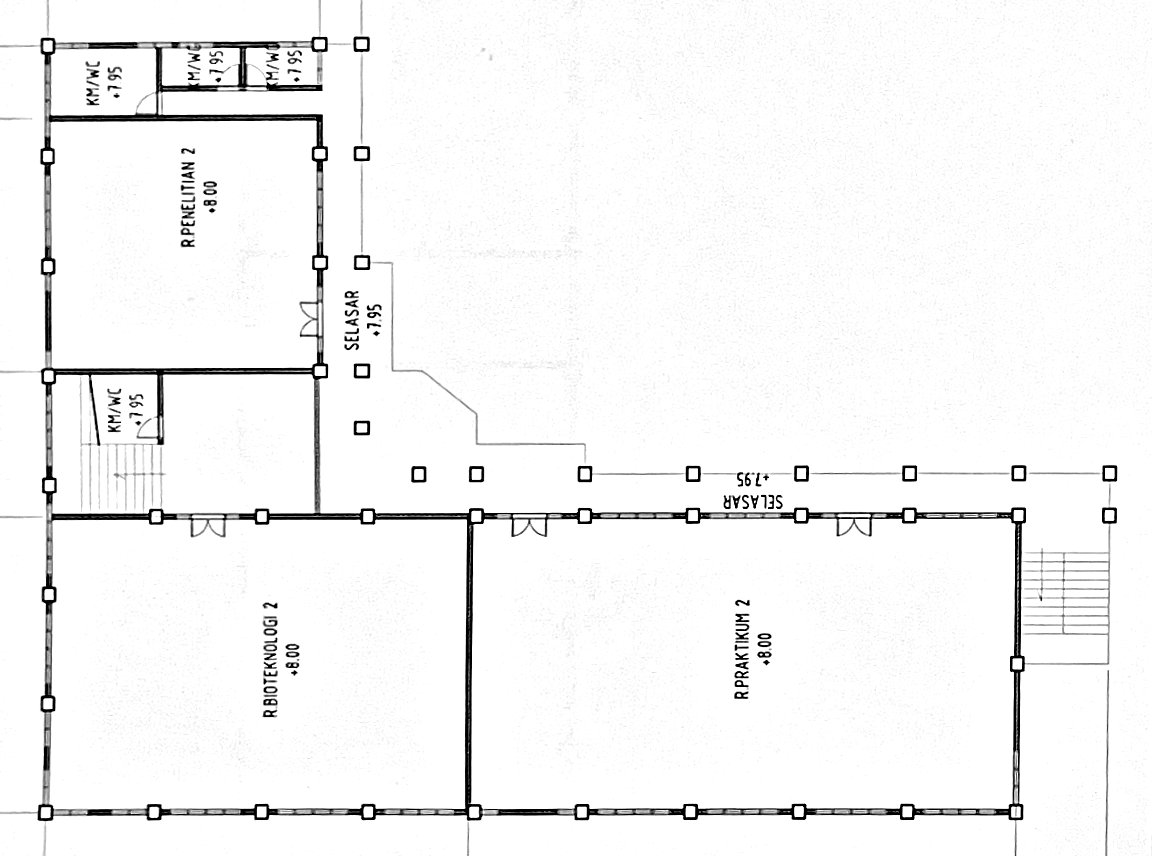 KM/WC
+7.95
KM/WC
+7.95
KM/WC
+7.95
R.PENELITIAN 2
+8.00
SELASAR
+7.95
KM/WC
+7.95
SELASAR
+7.95
R.BIOTEKNOLOGI 2
+8.00
R.PRAKTIKUM 2
+8.00